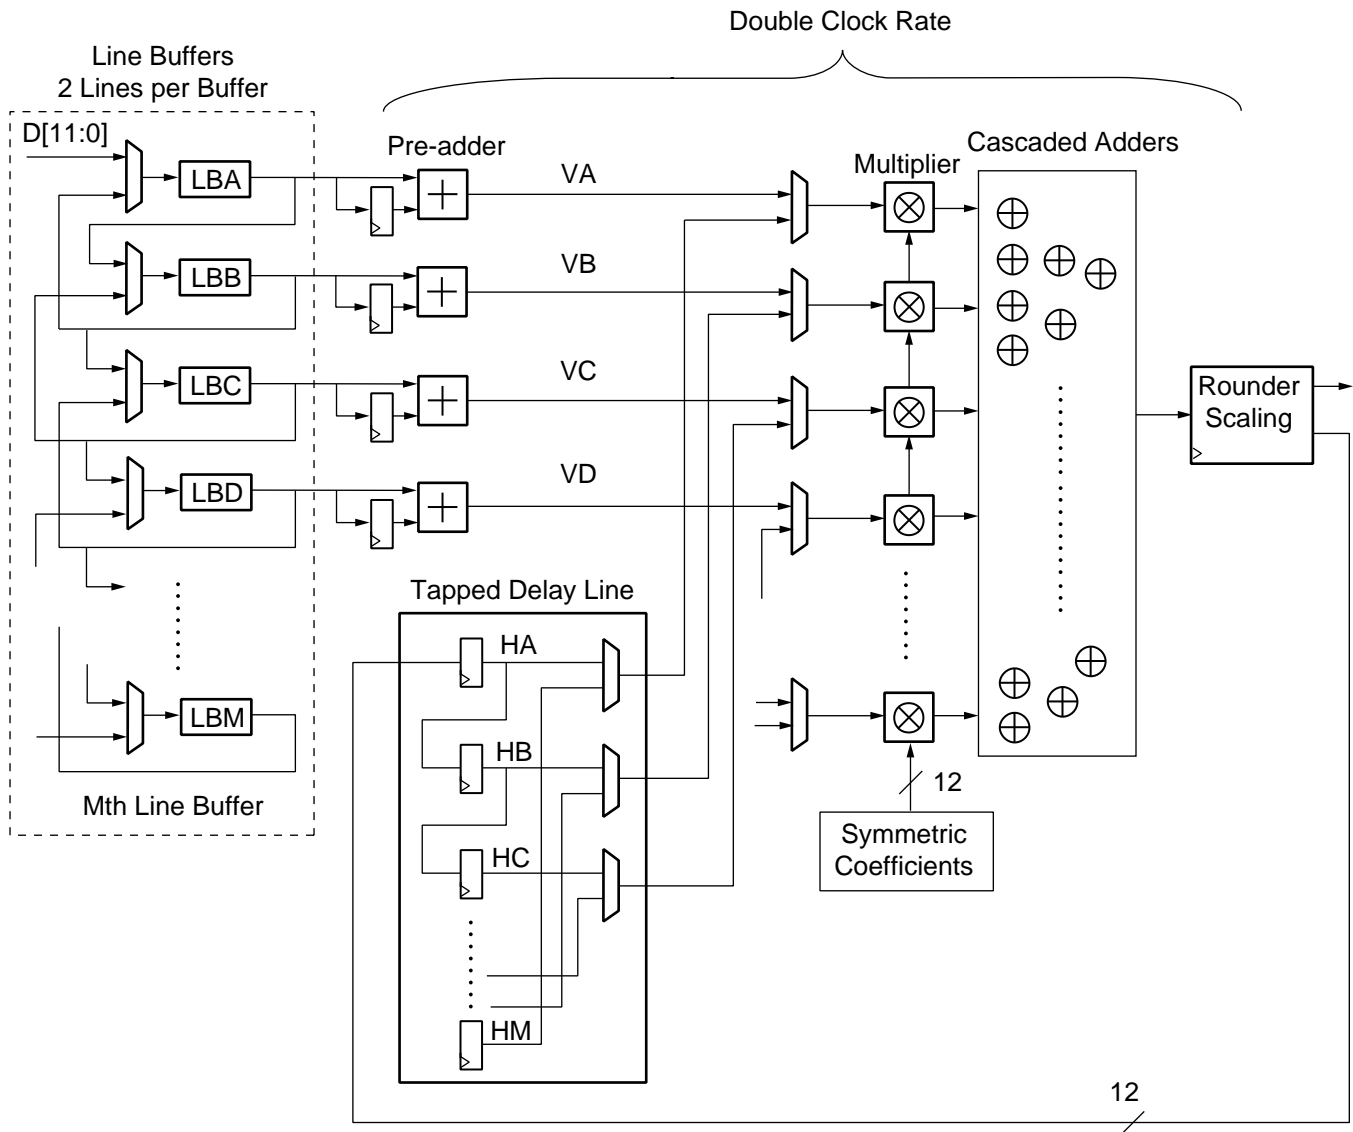 Double Clock Rate
Line Buffers
2 Lines per Buffer
D[11:0]
LBA
LBB
LBC
LBD
LBM
Mth Line Buffer
Pre-adder
VA
VB
VC
VD
Tapped Delay Line
HA
HB
HC
HM
Multiplier
Cascaded Adders
12
Symmetric
Coefficients
Rounder
Scaling
12